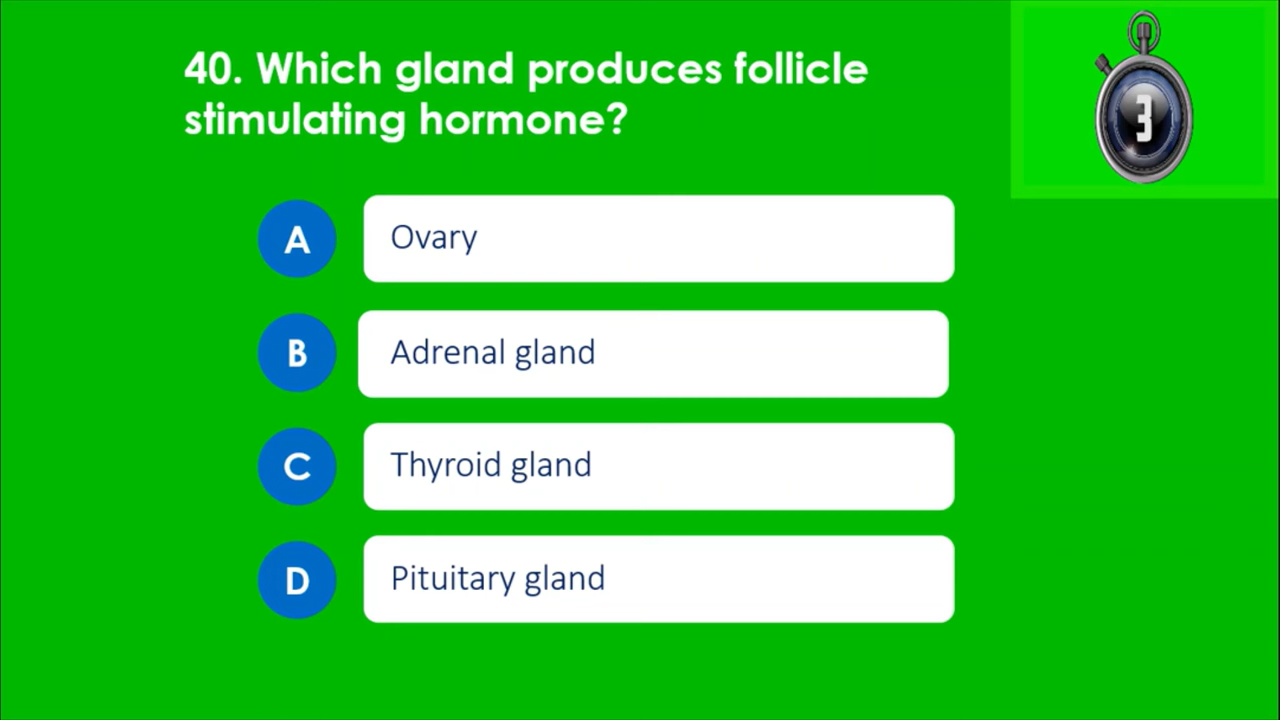 40. Which gland produces follicle
stimulating hormone?
3
A
Ovary
B
Adrenal gland
C
Thyroid gland
D
Pituitary gland